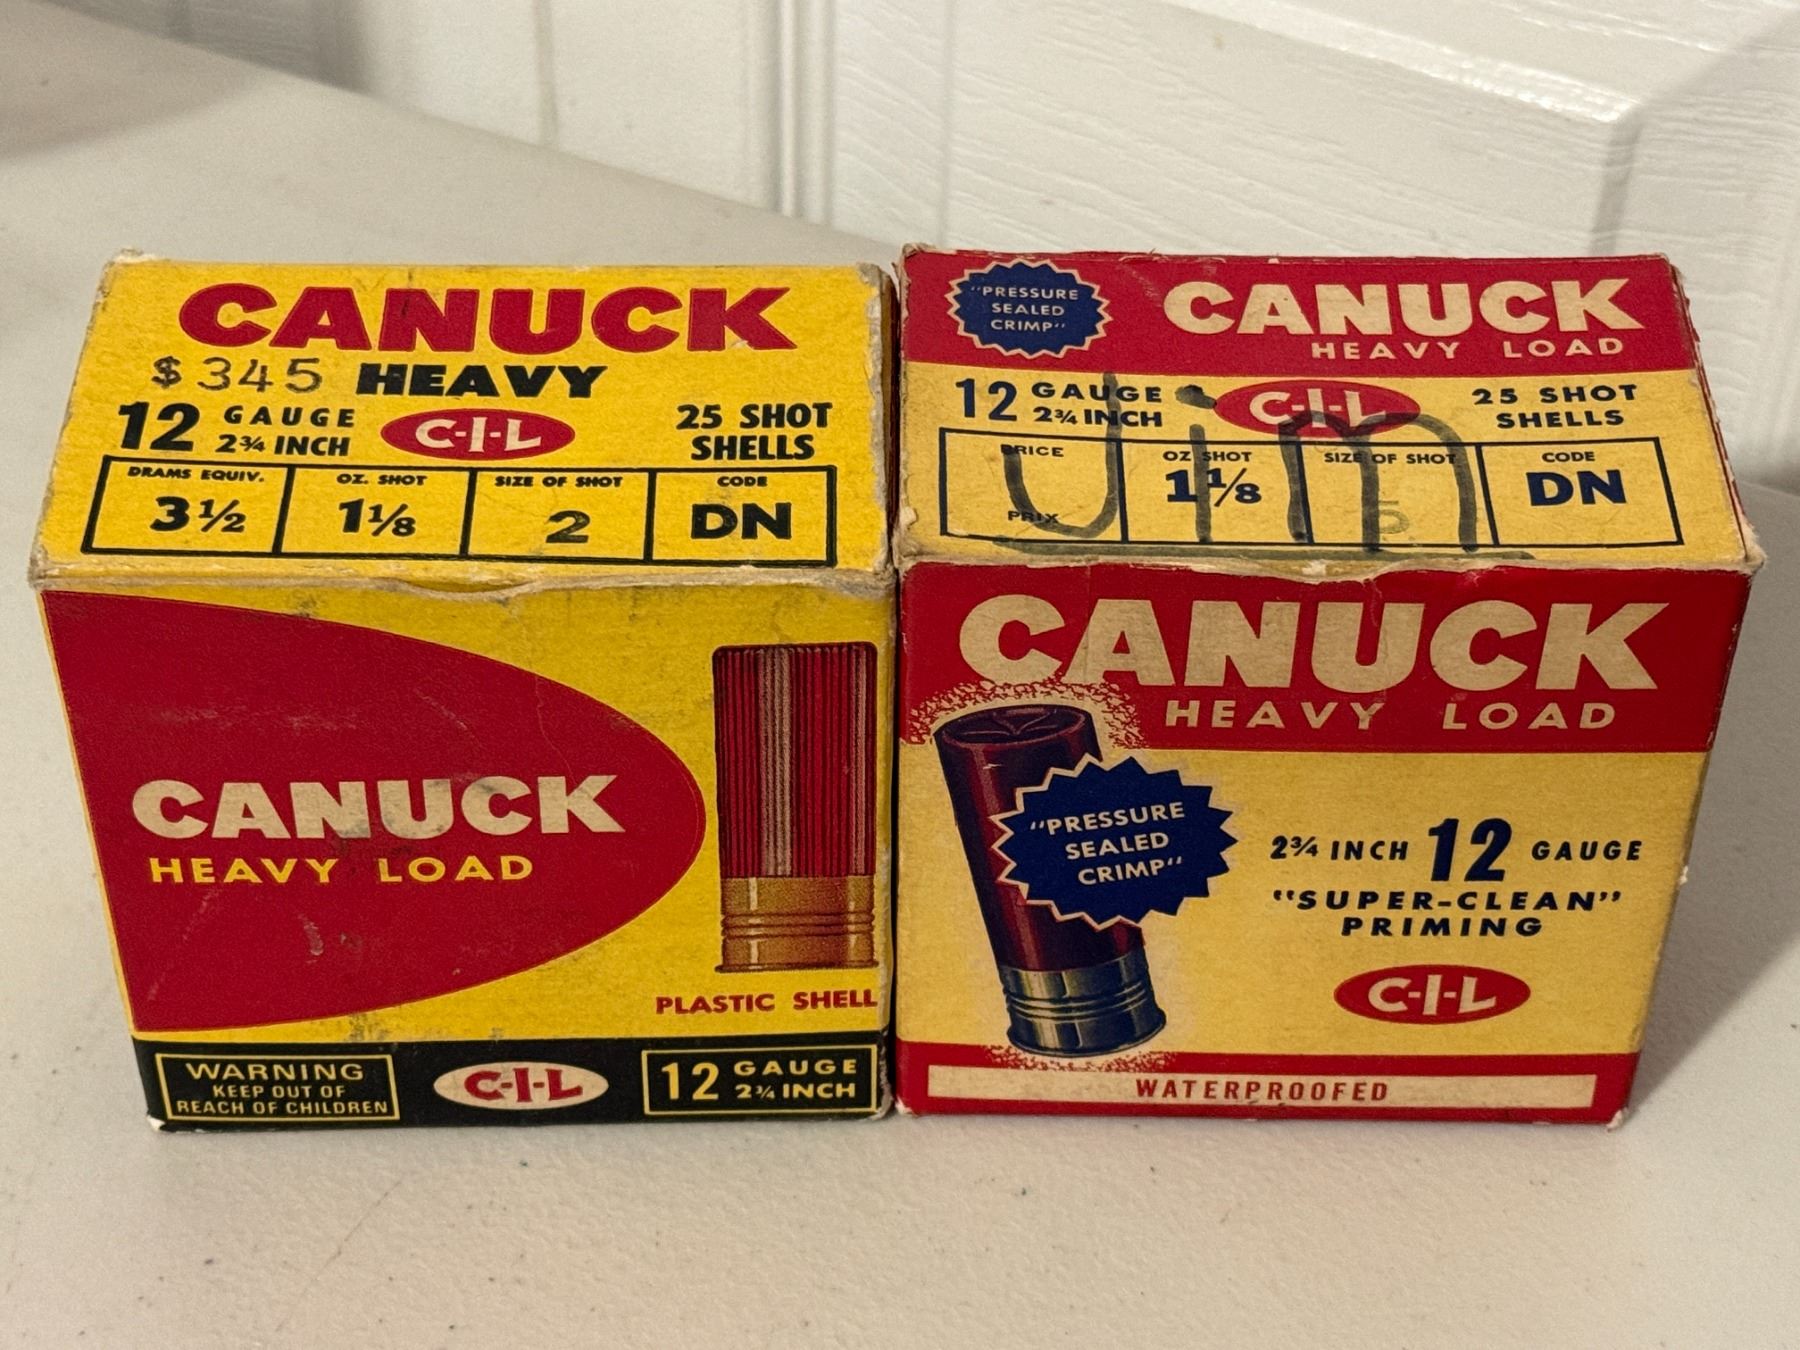 CANUCK
$345 HEAVY
12 GAUGE 2¾ INCH
C-I-L
25 SHOT SHELLS
DRAMS EQUIV. 3½
OZ. SHOT 1⅛
SIZE OF SHOT 2
CODE DN
CANUCK
HEAVY LOAD
PLASTIC SHELL
WARNING
KEEP OUT OF
REACH OF CHILDREN
C-I-L
12 GAUGE 2¾ INCH
"PRESSURE
SEALED
CRIMP"
CANUCK
HEAVY LOAD
12 GAUGE 2¾ INCH
C-I-L
25 SHOT SHELLS
PRICE
PRIX
OZ SHOT 1⅛
SIZE OF SHOT 5
CODE DN
Jim
CANUCK
HEAVY LOAD
"PRESSURE
SEALED
CRIMP"
2¾ INCH 12 GAUGE
"SUPER-CLEAN"
PRIMING
C-I-L
WATERPROOFED